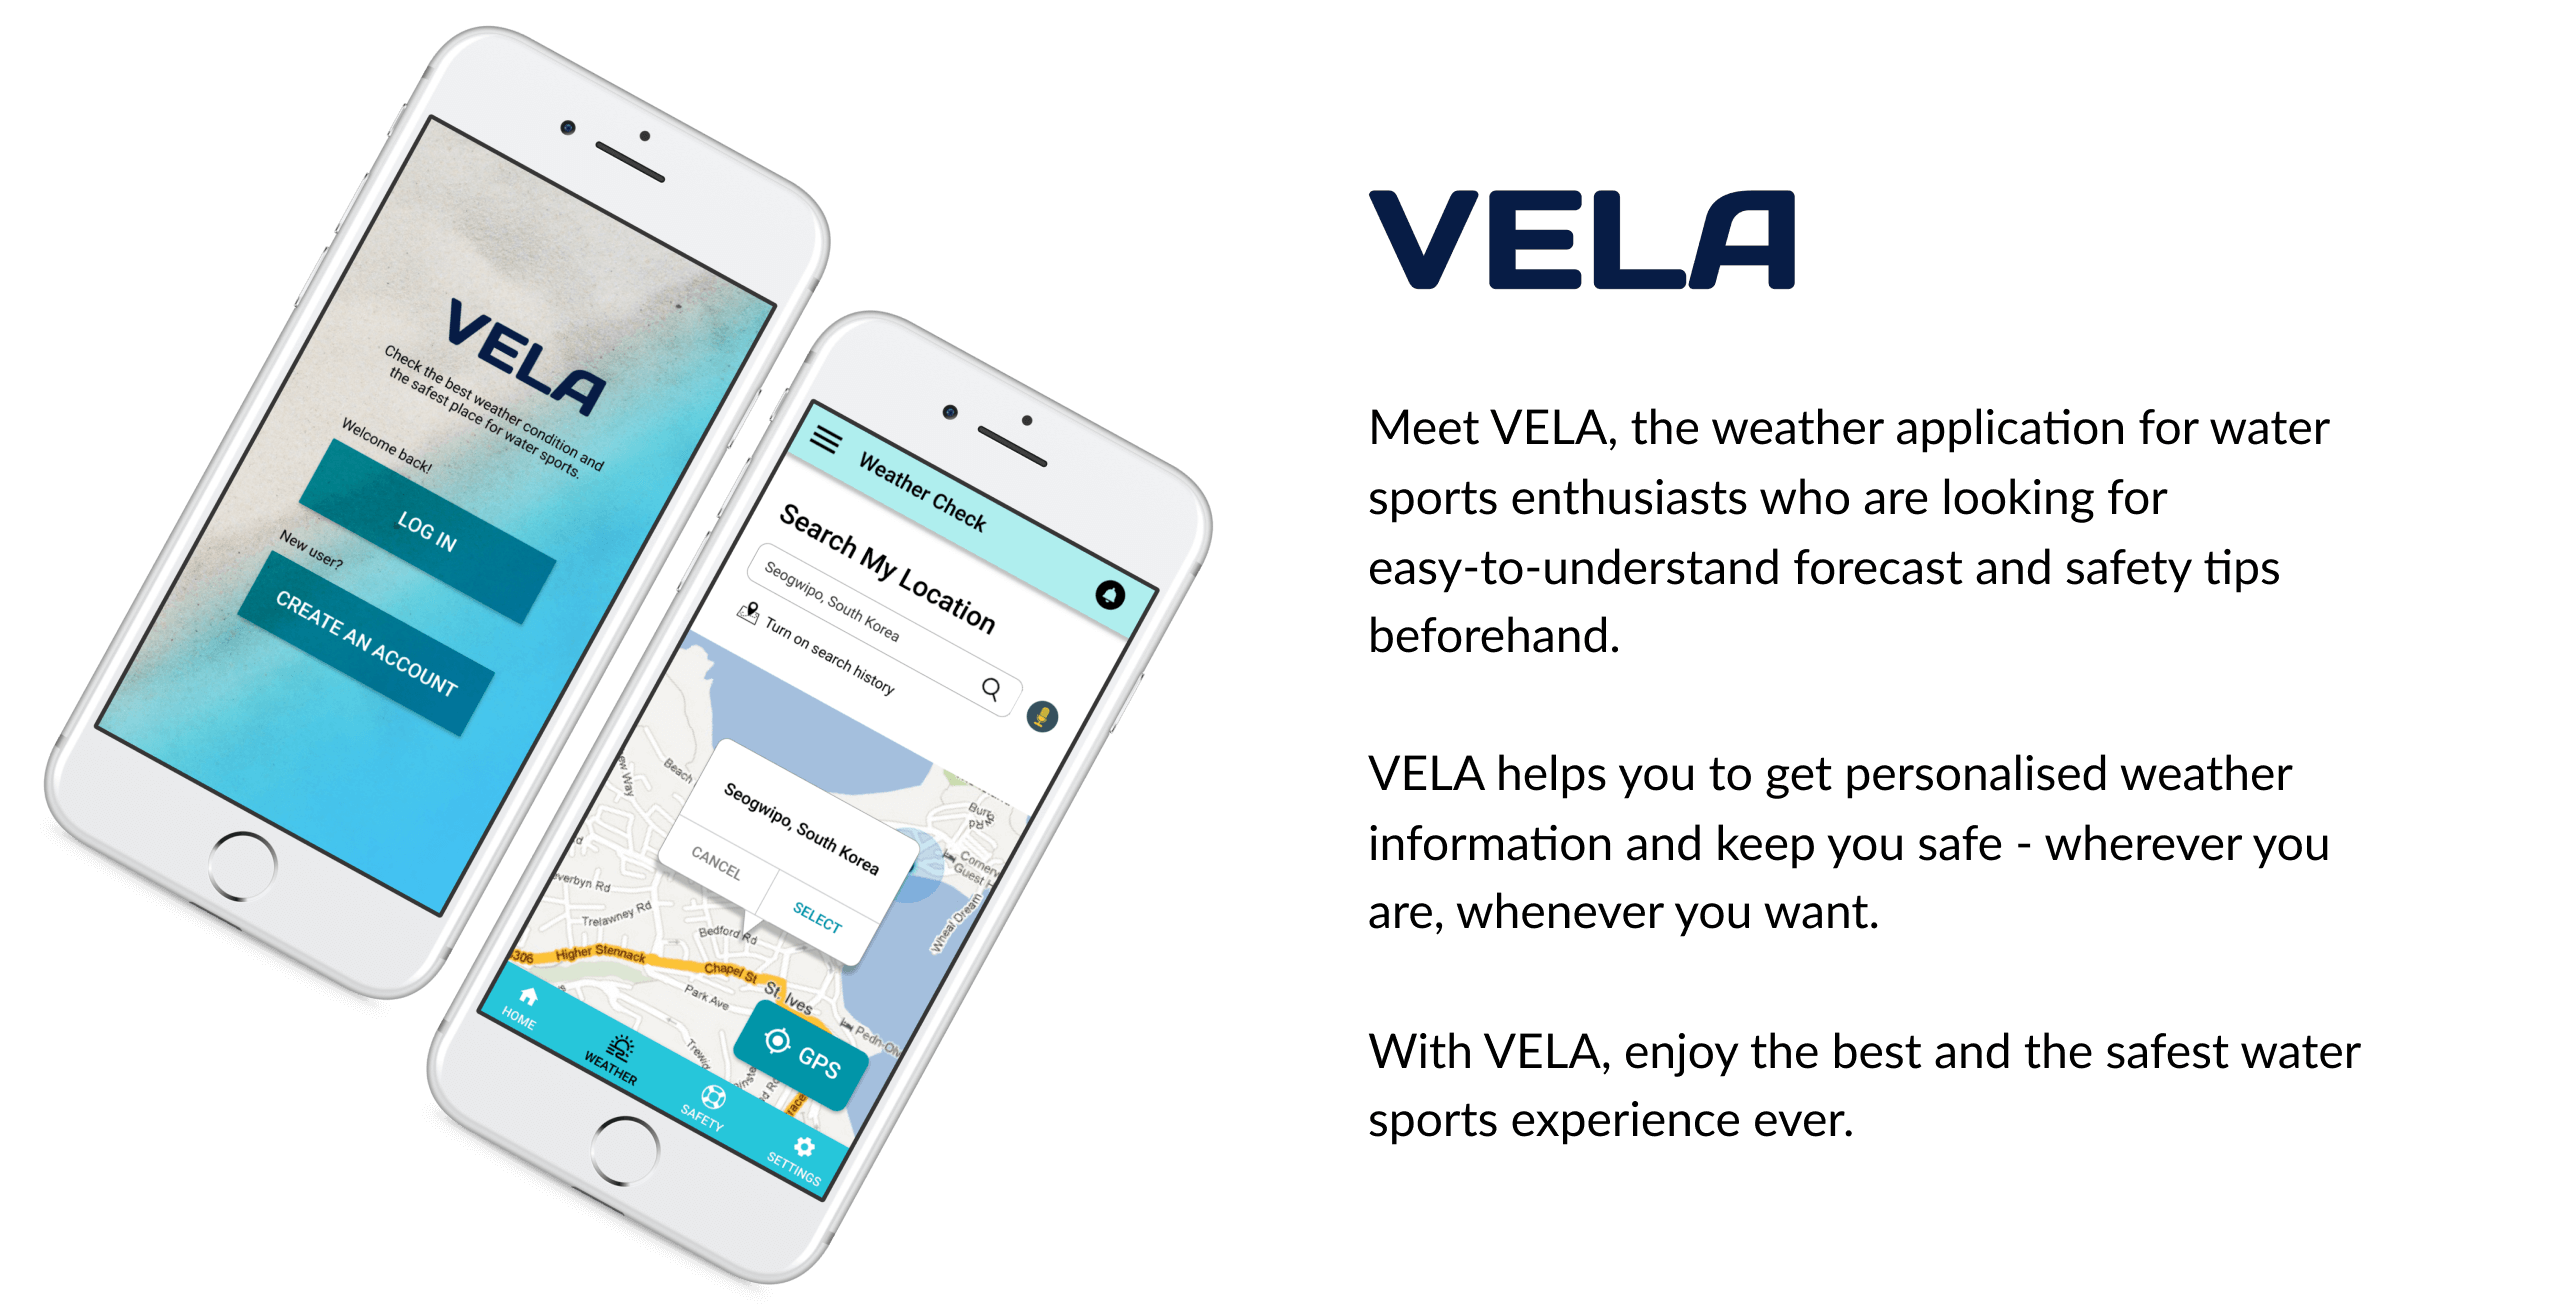 VELA
Check the best weather condition and
the safest place for water sports.
Welcome back!
LOG IN
New user?
CREATE AN ACCOUNT
Weather Check
Search My Location
Seogwipo, South Korea
Turn on search history
Beach
Seogwipo, South Korea
CANCEL
SELECT
Guest
Wheal Dream
Trelawney Rd
Bedford Rd
Higher Stennack
Chapel St
Park Ave
St. Ives
GPS
HOME
WEATHER
SAFETY
SETTINGS
VELA
Meet VELA, the weather application for water
sports enthusiasts who are looking for
easy-to-understand forecast and safety tips
beforehand.
VELA helps you to get personalised weather
information and keep you safe - wherever you
are, whenever you want.
With VELA, enjoy the best and the safest water
sports experience ever.